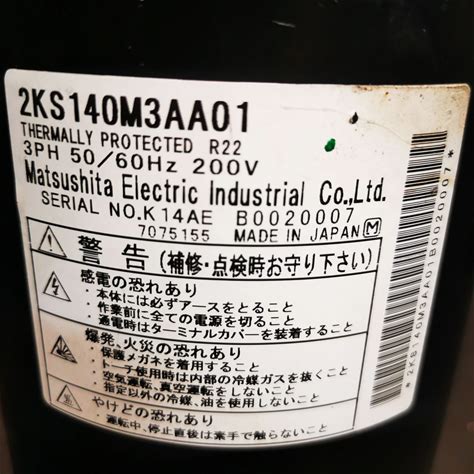 2KS140M3AA01
THERMALLY PROTECTED R22
3PH 50/60Hz 200V
Matsushita Electric Industrial Co.,Ltd.
SERIAL NO.K14AE B0020007
7075155 MADE IN JAPAN M
警告 (補修・点検時お守り下さい)
感電の恐れあり
・本体には必ずアースをとること
・作業前に全ての電源を切ること
・通電時はターミナルカバーを装着すること
爆発、火災の恐れあり
・保護メガネを着用すること
・トーチ使用時は内部の冷媒ガスを抜くこと
・空気運転、真空運転をしないこと
・指定以外の冷媒、油を使用しないこと
やけどの恐れあり
・運転中、停止直後は素手で触らないこと
*2KS140M3AA01B0020007*